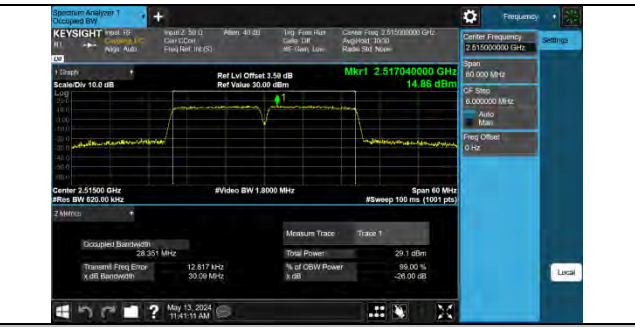 Spectrum Analyzer 1
Occupied BW
+
Frequency
KEYSIGHT Input: RF
Coupling: DC
Align: Auto
Input Z: 50 Ω
Corr CCorr
Freq Ref: Int (S)
Atten: 40 dB
Trig: Free Run
Gate: Off
#IF Gain: Low
Center Freq: 2.515000000 GHz
Avg|Hold: 10/10
Radio Std: None
Center Frequency
2.515000000 GHz
Settings
Span
60.000 MHz
CF Step
6.000000 MHz
Auto
Man
Freq Offset
0 Hz
1 Graph
Scale/Div 10.0 dB
Ref Lvl Offset 3.50 dB
Ref Value 30.00 dBm
Mkr1 2.517040000 GHz
14.86 dBm
Log
Center 2.51500 GHz
#Res BW 620.00 kHz
#Video BW 1.8000 MHz
Span 60 MHz
#Sweep 100 ms (1001 pts)
2 Metrics
Measure Trace
Trace 1
Occupied Bandwidth
28.351 MHz
Total Power
29.1 dBm
Transmit Freq Error
12.817 kHz
% of OBW Power
99.00 %
x dB Bandwidth
30.09 MHz
x dB
-26.00 dB
Local
May 13, 2024
11:41:11 AM